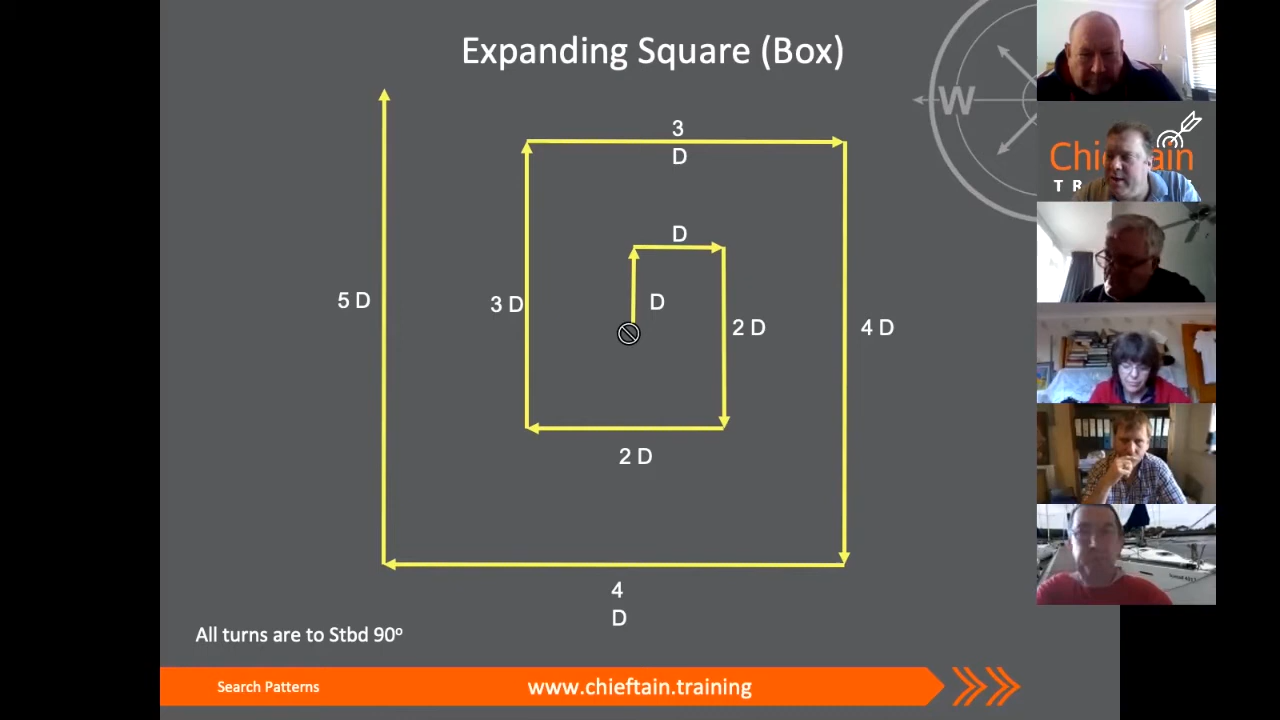 Expanding Square (Box)
W
3
D
D
D
5 D
3 D
2 D
4 D
2 D
4
D
All turns are to Stbd 90º
Search Patterns
www.chieftain.training